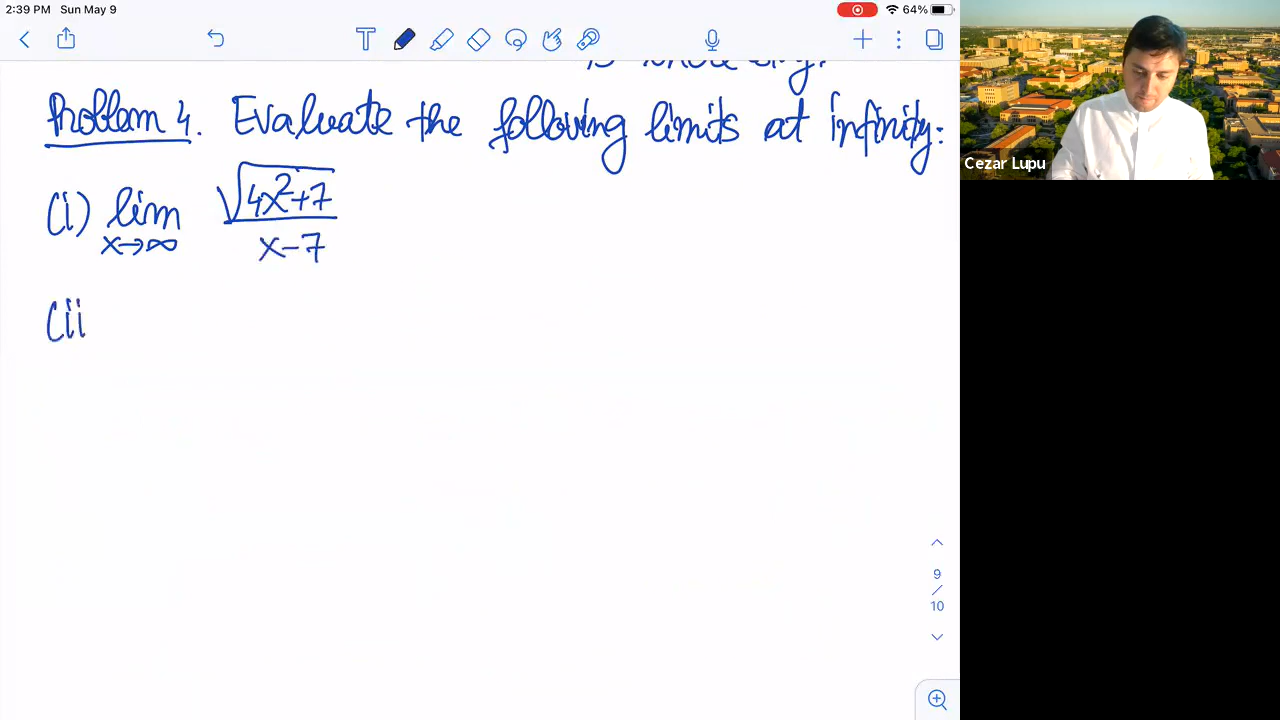 2:39 PM Sun May 9
64%
T
Problem 4. Evaluate the following limits at infinity:
Cezar Lupu
(i) lim x→∞ √(4x²+7) / (x-7)
(ii
9
/
10